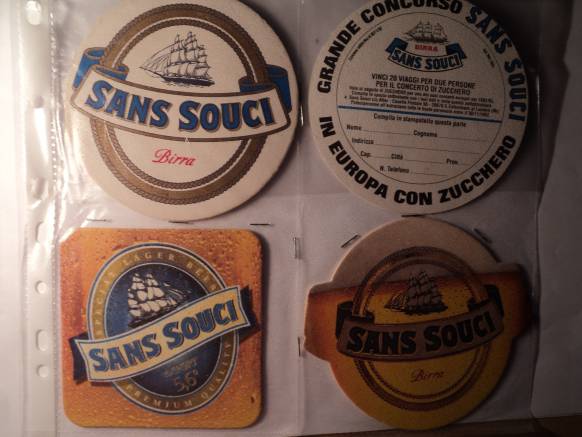 SANS SOUCI
Birra
GRANDE CONCORSO SANS SOUCI
BIRRA
SANS SOUCI
VINCI 20 VIAGGI PER DUE PERSONE
PER IL CONCERTO DI ZUCCHERO
Compila in stampatello questa parte
Nome Cognome
Indirizzo
Cap. Città Prov.
N. Telefono
IN EUROPA CON ZUCCHERO
SPECIAL LAGER BEER
SANS SOUCI
5,6°
PREMIUM QUALITY
SANS SOUCI
Birra